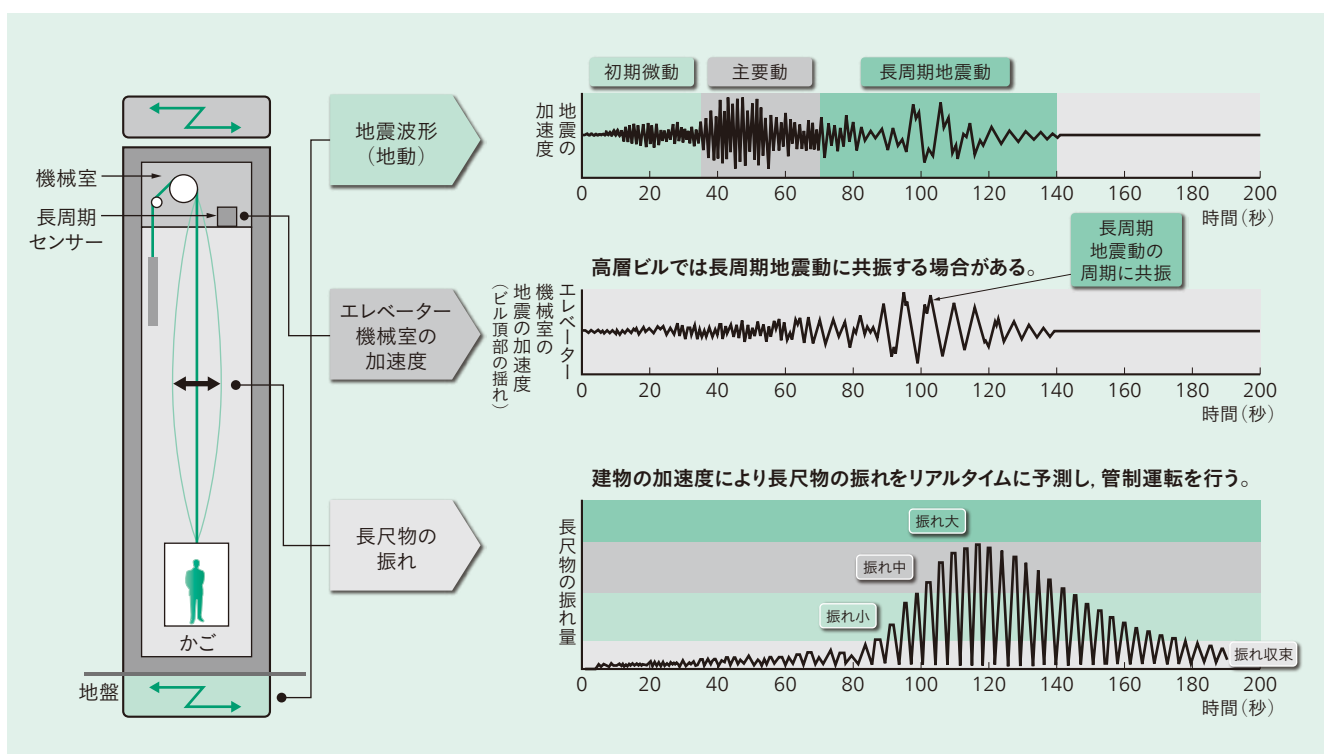 機械室
長周期
センサー
かご
地盤
地震波形
（地動）
エレベーター
機械室の
加速度
長尺物の
振れ
初期微動
主要動
長周期地震動
地震の
加速度
0 20 40 60 80 100 120 140 160 180 200
時間（秒）
高層ビルでは長周期地震動に共振する場合がある。
長周期
地震動の
周期に共振
エレベーター
機械室の
地震の加速度
（ビル頂部の揺れ）
0 20 40 60 80 100 120 140 160 180 200
時間（秒）
建物の加速度により長尺物の振れをリアルタイムに予測し，管制運転を行う。
長尺物の振れ量
振れ大
振れ中
振れ小
振れ収束
0 20 40 60 80 100 120 140 160 180 200
時間（秒）